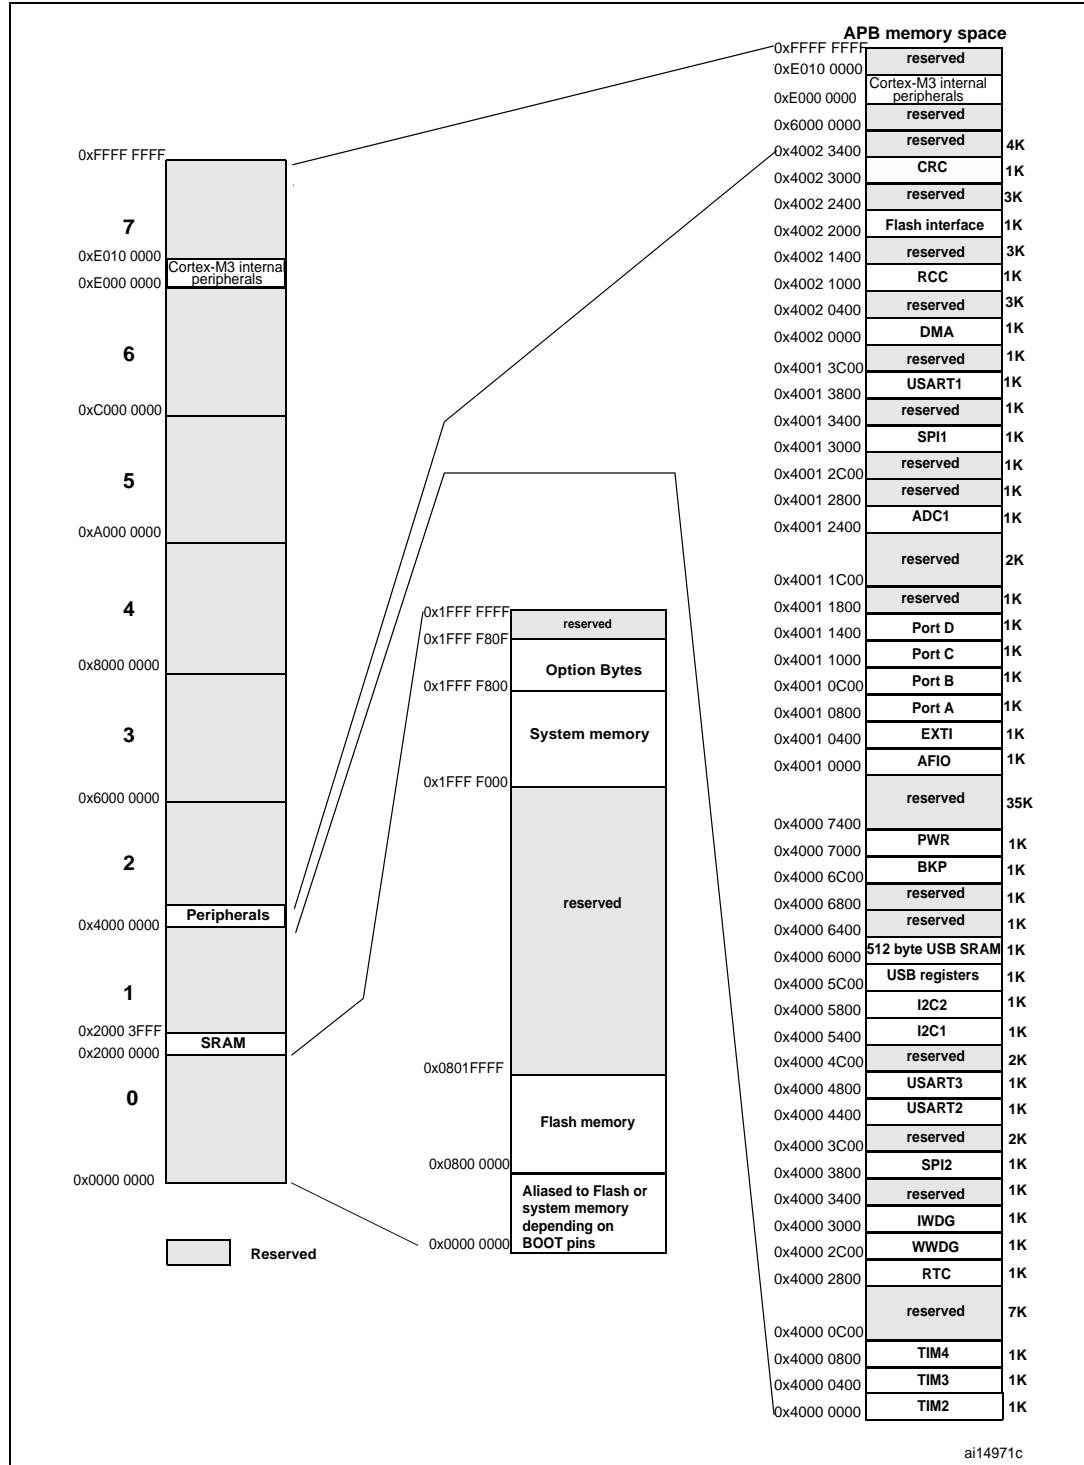 0xFFFF FFFF
7
0xE010 0000
Cortex-M3 internal
peripherals
0xE000 0000
6
0xC000 0000
5
0xA000 0000
4
0x8000 0000
3
0x6000 0000
2
Peripherals
0x4000 0000
1
0x2000 3FFF
SRAM
0x2000 0000
0
0x0000 0000
Reserved
0x1FFF FFFF
reserved
0x1FFF F80F
Option Bytes
0x1FFF F800
System memory
0x1FFF F000
reserved
0x0801FFFF
Flash memory
0x0800 0000
Aliased to Flash or
system memory
depending on
BOOT pins
0x0000 0000
APB memory space
0xFFFF FFFF
reserved
0xE010 0000
Cortex-M3 internal
peripherals
0xE000 0000
reserved
0x6000 0000
reserved 4K
0x4002 3400
CRC 1K
0x4002 3000
reserved 3K
0x4002 2400
Flash interface 1K
0x4002 2000
reserved 3K
0x4002 1400
RCC 1K
0x4002 1000
reserved 3K
0x4002 0400
DMA 1K
0x4002 0000
reserved 1K
0x4001 3C00
USART1 1K
0x4001 3800
reserved 1K
0x4001 3400
SPI1 1K
0x4001 3000
reserved 1K
0x4001 2C00
reserved 1K
0x4001 2800
ADC1 1K
0x4001 2400
reserved 2K
0x4001 1C00
reserved 1K
0x4001 1800
Port D 1K
0x4001 1400
Port C 1K
0x4001 1000
Port B 1K
0x4001 0C00
Port A 1K
0x4001 0800
EXTI 1K
0x4001 0400
AFIO 1K
0x4001 0000
reserved 35K
0x4000 7400
PWR 1K
0x4000 7000
BKP 1K
0x4000 6C00
reserved 1K
0x4000 6800
reserved 1K
0x4000 6400
512 byte USB SRAM 1K
0x4000 6000
USB registers 1K
0x4000 5C00
I2C2 1K
0x4000 5800
I2C1 1K
0x4000 5400
reserved 2K
0x4000 4C00
USART3 1K
0x4000 4800
USART2 1K
0x4000 4400
reserved 2K
0x4000 3C00
SPI2 1K
0x4000 3800
reserved 1K
0x4000 3400
IWDG 1K
0x4000 3000
WWDG 1K
0x4000 2C00
RTC 1K
0x4000 2800
reserved 7K
0x4000 0C00
TIM4 1K
0x4000 0800
TIM3 1K
0x4000 0400
TIM2 1K
0x4000 0000
ai14971c